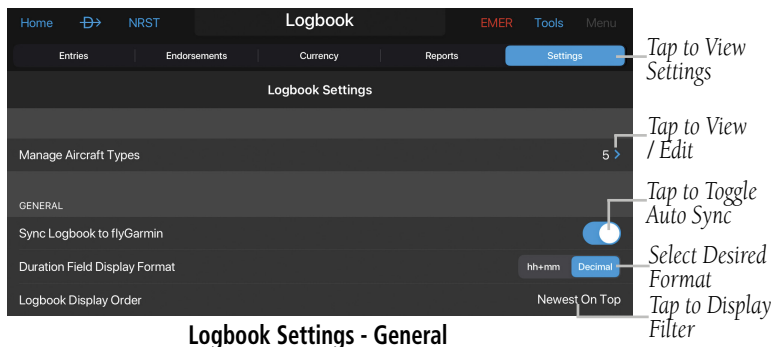 Home D NRST Logbook EMER Tools Menu
Entries Endorsements Currency Reports Settings
Tap to View
Settings
Logbook Settings
Manage Aircraft Types 5 >
Tap to View
/ Edit
GENERAL
Tap to Toggle
Auto Sync
Sync Logbook to flyGarmin
Duration Field Display Format hh+mm Decimal
Select Desired
Format
Logbook Display Order Newest On Top
Tap to Display
Filter
Logbook Settings - General